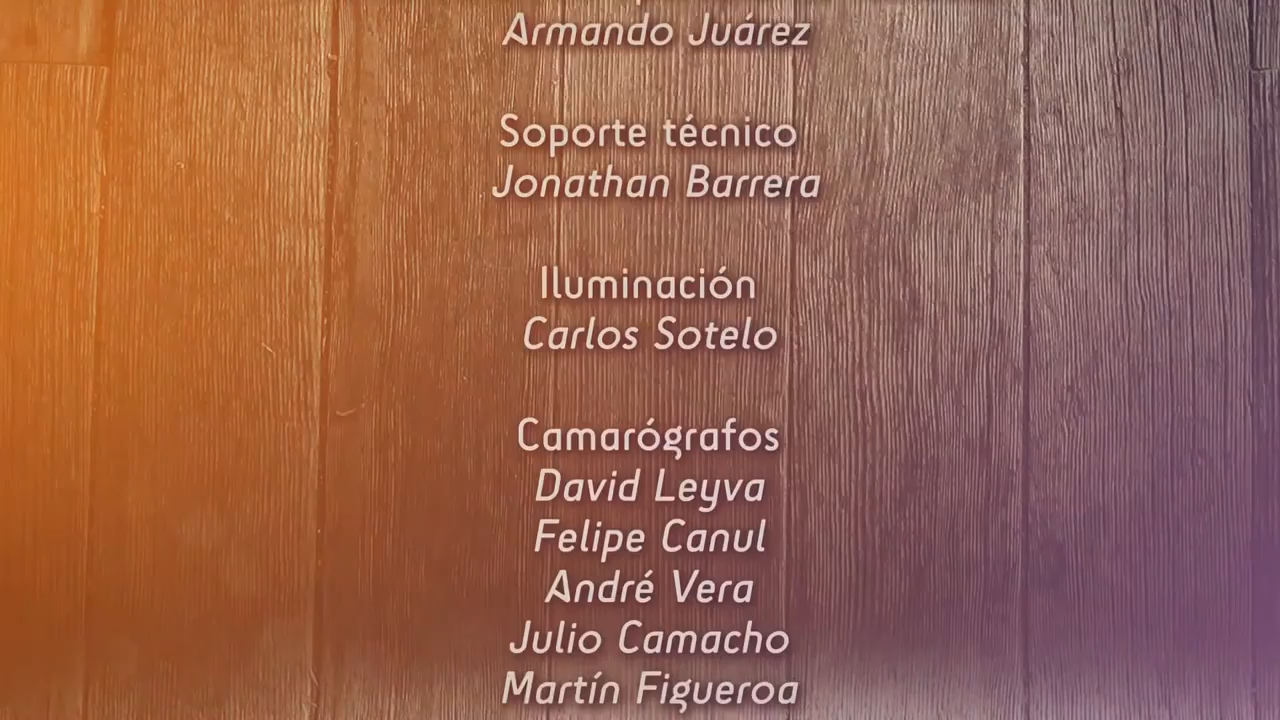 Armando Juárez
Soporte técnico
Jonathan Barrera
Iluminación
Carlos Sotelo
Camarógrafos
David Leyva
Felipe Canul
André Vera
Julio Camacho
Martín Figueroa